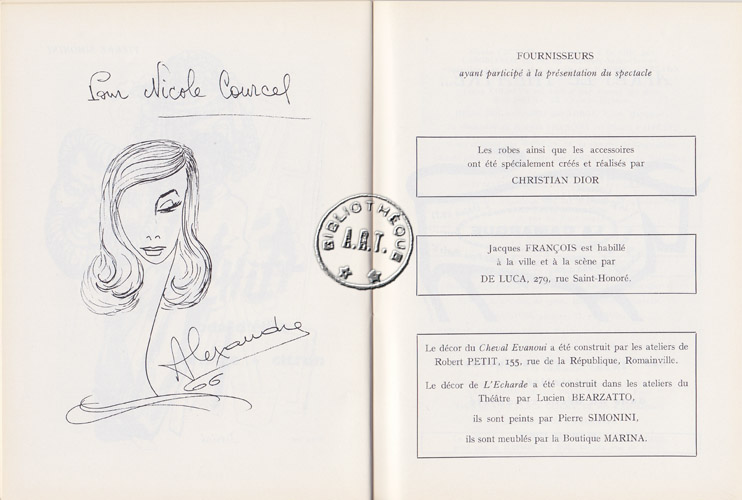 Pour Nicole Courcel
Alexandre
66
BIBLIOTHÈQUE
A.R.T.
FOURNISSEURS
ayant participé à la présentation du spectacle
Les robes ainsi que les accessoires
ont été spécialement créés et réalisés par
CHRISTIAN DIOR
Jacques FRANÇOIS est habillé
à la ville et à la scène par
DE LUCA, 279, rue Saint-Honoré.
Le décor du Cheval Evanoui a été construit par les ateliers de
Robert PETIT, 155, rue de la République, Romainville.
Le décor de L'Echarde a été construit dans les ateliers du
Théâtre par Lucien BEARZATTO,
ils sont peints par Pierre SIMONINI,
ils sont meublés par la Boutique MARINA.